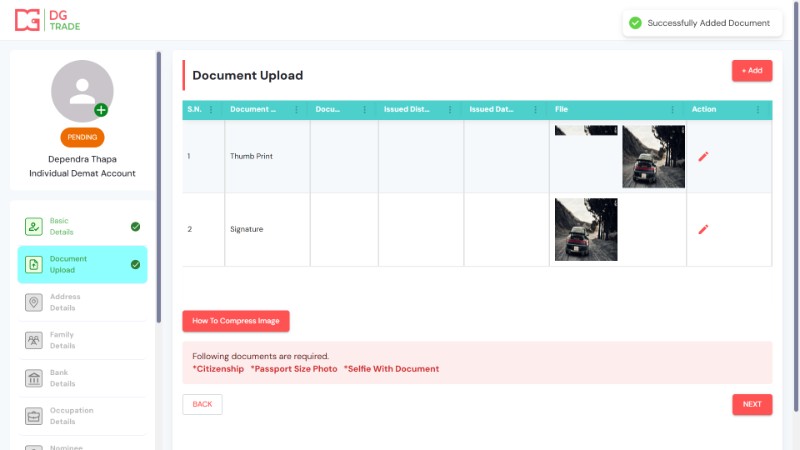 DG
TRADE
Successfully Added Document
PENDING
Dependra Thapa
Individual Demat Account
Basic
Details
Document
Upload
Address
Details
Family
Details
Bank
Details
Occupation
Details
Nominee
Document Upload
+ Add
S.N. Document ... Docu... Issued Dist... Issued Dat... File Action
1 Thumb Print
2 Signature
How To Compress Image
Following documents are required.
*Citizenship *Passport Size Photo *Selfie With Document
BACK
NEXT